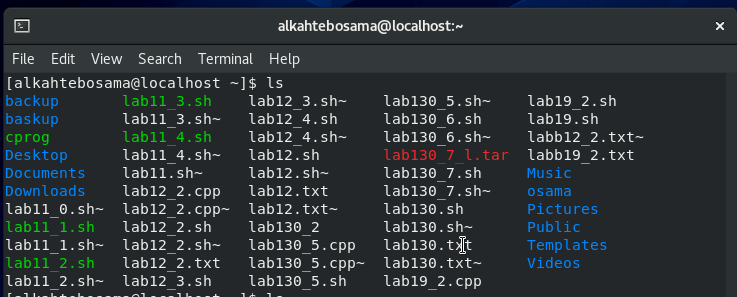 alkahtebosama@localhost:~
File Edit View Search Terminal Help
[alkahtebosama@localhost ~]$ ls
backup lab11_3.sh lab12_3.sh~ lab130_5.sh~ lab19_2.sh
baskup lab11_3.sh~ lab12_4.sh lab130_6.sh lab19.sh
cprog lab11_4.sh lab12_4.sh~ lab130_6.sh~ labb12_2.txt~
Desktop lab11_4.sh~ lab12.sh lab130_7_l.tar labb19_2.txt
Documents lab11.sh~ lab12.sh~ lab130_7.sh Music
Downloads lab12_2.cpp lab12.txt lab130_7.sh~ osama
lab11_0.sh~ lab12_2.cpp~ lab12.txt~ lab130.sh Pictures
lab11_1.sh lab12_2.sh lab130_2 lab130.sh~ Public
lab11_1.sh~ lab12_2.sh~ lab130_5.cpp lab130.txt Templates
lab11_2.sh lab12_2.txt lab130_5.cpp~ lab130.txt~ Videos
lab11_2.sh~ lab12_3.sh lab130_5.sh lab19_2.cpp